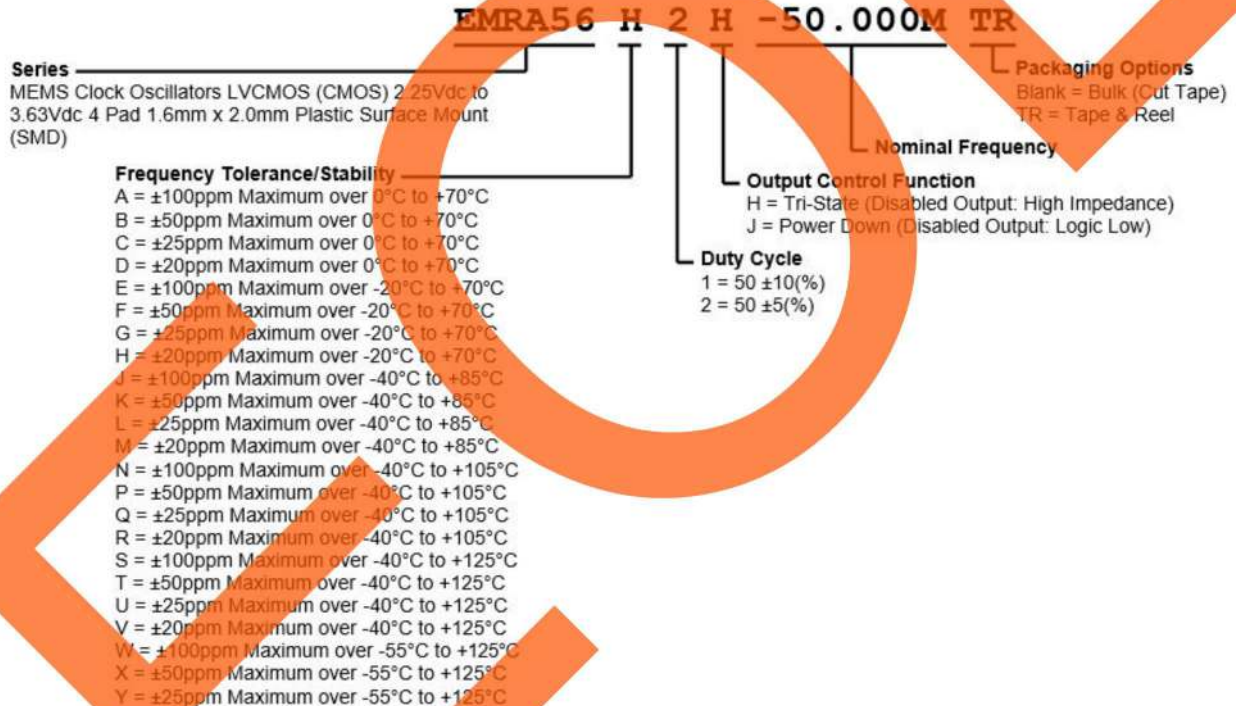 EMRA56 H 2 H -50.000M TR
Series
MEMS Clock Oscillators LVCMOS (CMOS) 2.25Vdc to
3.63Vdc 4 Pad 1.6mm x 2.0mm Plastic Surface Mount
(SMD)
Packaging Options
Blank = Bulk (Cut Tape)
TR = Tape & Reel
Nominal Frequency
Output Control Function
H = Tri-State (Disabled Output: High Impedance)
J = Power Down (Disabled Output: Logic Low)
Duty Cycle
1 = 50 ±10(%)
2 = 50 ±5(%)
Frequency Tolerance/Stability
A = ±100ppm Maximum over 0°C to +70°C
B = ±50ppm Maximum over 0°C to +70°C
C = ±25ppm Maximum over 0°C to +70°C
D = ±20ppm Maximum over 0°C to +70°C
E = ±100ppm Maximum over -20°C to +70°C
F = ±50ppm Maximum over -20°C to +70°C
G = ±25ppm Maximum over -20°C to +70°C
H = ±20ppm Maximum over -20°C to +70°C
J = ±100ppm Maximum over -40°C to +85°C
K = ±50ppm Maximum over -40°C to +85°C
L = ±25ppm Maximum over -40°C to +85°C
M = ±20ppm Maximum over -40°C to +85°C
N = ±100ppm Maximum over -40°C to +105°C
P = ±50ppm Maximum over -40°C to +105°C
Q = ±25ppm Maximum over -40°C to +105°C
R = ±20ppm Maximum over -40°C to +105°C
S = ±100ppm Maximum over -40°C to +125°C
T = ±50ppm Maximum over -40°C to +125°C
U = ±25ppm Maximum over -40°C to +125°C
V = ±20ppm Maximum over -40°C to +125°C
W = ±100ppm Maximum over -55°C to +125°C
X = ±50ppm Maximum over -55°C to +125°C
Y = ±25ppm Maximum over -55°C to +125°C